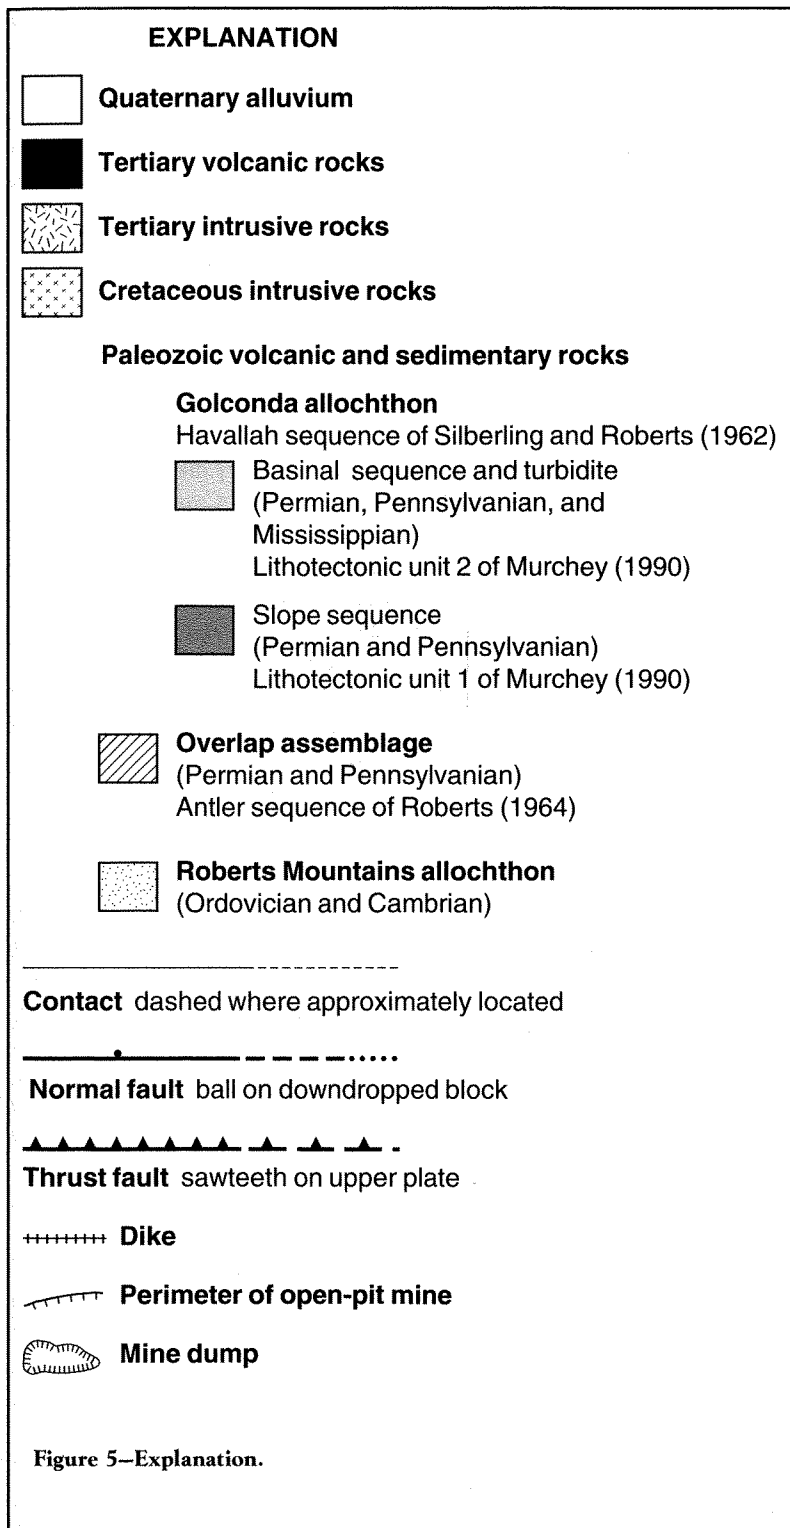 EXPLANATION
Quaternary alluvium
Tertiary volcanic rocks
Tertiary intrusive rocks
Cretaceous intrusive rocks
Paleozoic volcanic and sedimentary rocks
Golconda allochthon
Havallah sequence of Silberling and Roberts (1962)
Basinal sequence and turbidite
(Permian, Pennsylvanian, and
Mississippian)
Lithotectonic unit 2 of Murchey (1990)
Slope sequence
(Permian and Pennsylvanian)
Lithotectonic unit 1 of Murchey (1990)
Overlap assemblage
(Permian and Pennsylvanian)
Antler sequence of Roberts (1964)
Roberts Mountains allochthon
(Ordovician and Cambrian)
Contact dashed where approximately located
Normal fault ball on downdropped block
Thrust fault sawteeth on upper plate
Dike
Perimeter of open-pit mine
Mine dump
Figure 5–Explanation.